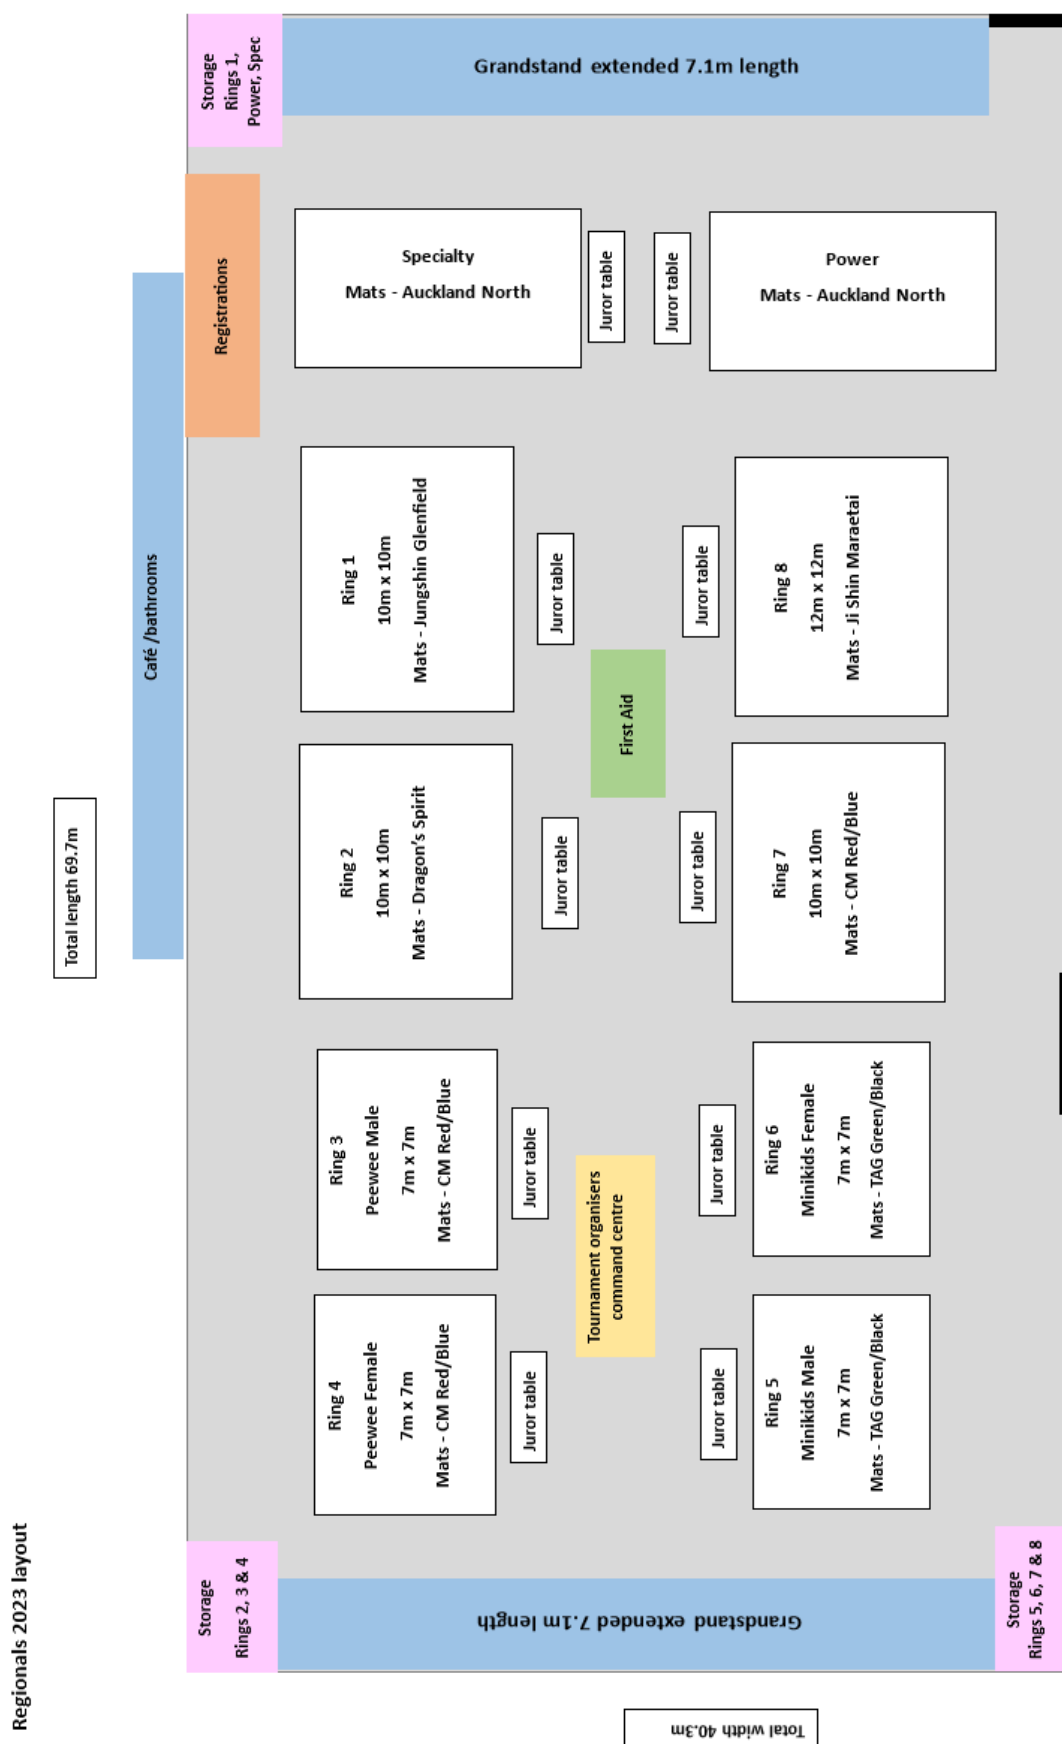 Regionals 2023 layout
Total length 69.7m
Total width 40.3m
Café /bathrooms
Storage
Rings 2, 3 & 4
Registrations
Storage
Rings 1,
Power, Spec
Grandstand extended 7.1m length
Ring 4
Peewee Female
7m x 7m
Mats - CM Red/Blue
Ring 3
Peewee Male
7m x 7m
Mats - CM Red/Blue
Ring 2
10m x 10m
Mats - Dragon's Spirit
Ring 1
10m x 10m
Mats - Jungshin Glenfield
Specialty
Mats - Auckland North
Juror table
Juror table
Juror table
Juror table
Juror table
Tournament organisers
command centre
First Aid
Juror table
Juror table
Juror table
Juror table
Juror table
Ring 5
Minikids Male
7m x 7m
Mats - TAG Green/Black
Ring 6
Minikids Female
7m x 7m
Mats - TAG Green/Black
Ring 7
10m x 10m
Mats - CM Red/Blue
Ring 8
12m x 12m
Mats - Ji Shin Maraetai
Power
Mats - Auckland North
Grandstand extended 7.1m length
Storage
Rings 5, 6, 7 & 8